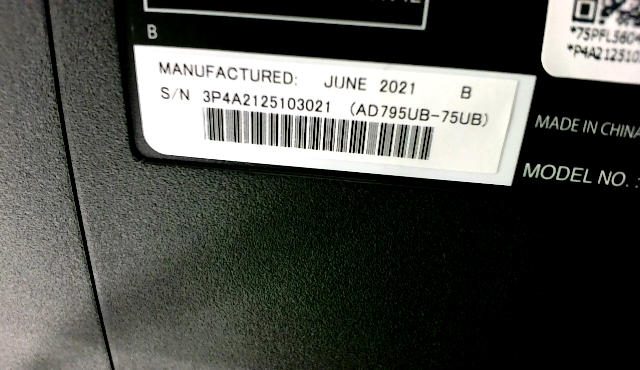 B
MANUFACTURED: JUNE 2021 B
S/N 3P4A2125103021 (AD795UB-75UB)
MADE IN CHINA
MODEL NO. :